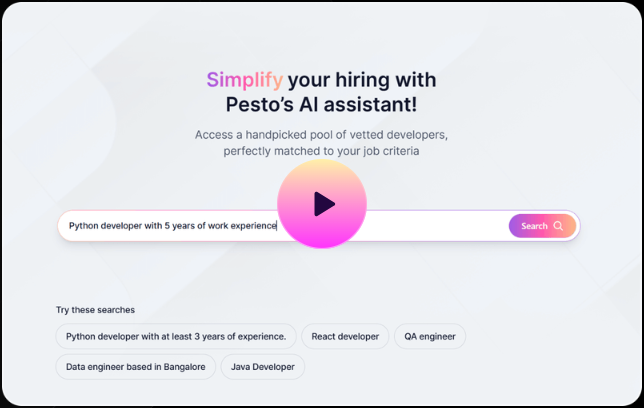 Simplify your hiring with
Pesto’s AI assistant!
Access a handpicked pool of vetted developers,
perfectly matched to your job criteria
Python developer with 5 years of work experience
Search
Try these searches
Python developer with at least 3 years of experience.
React developer
QA engineer
Data engineer based in Bangalore
Java Developer